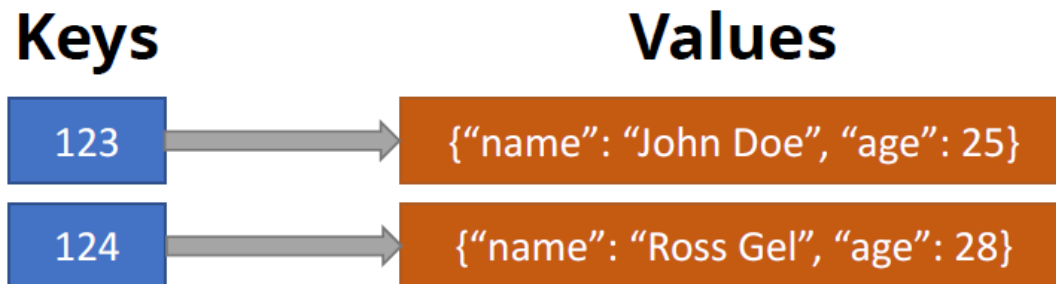 Keys Values
123 {“name”: “John Doe”, “age”: 25}
124 {“name”: “Ross Gel”, “age”: 28}